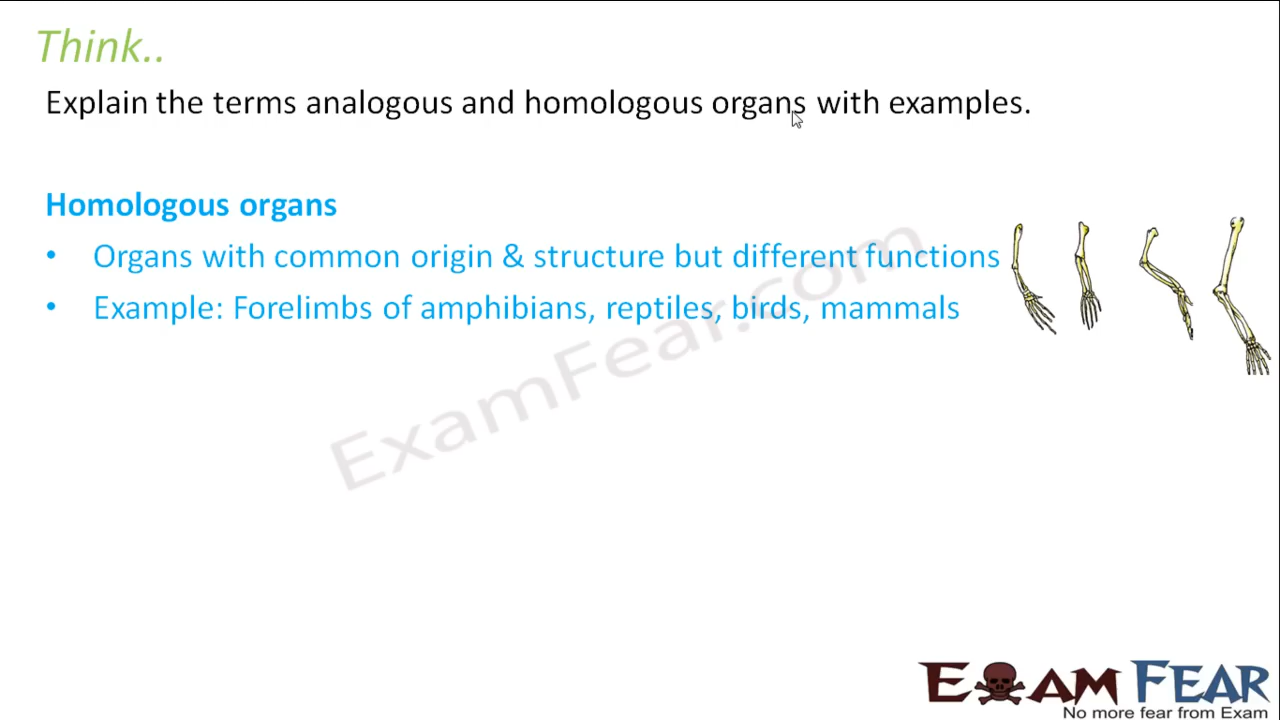 Think..
Explain the terms analogous and homologous organs with examples.
Homologous organs
• Organs with common origin & structure but different functions
• Example: Forelimbs of amphibians, reptiles, birds, mammals
ExamFear.com
EXAM FEAR
No more fear from Exam